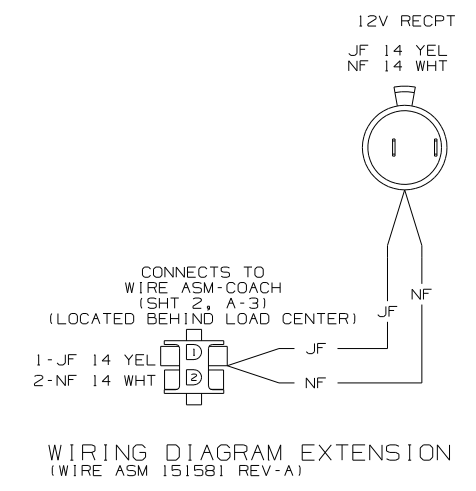 12V RECPT
JF 14 YEL
NF 14 WHT
CONNECTS TO
WIRE ASM-COACH
(SHT 2, A-3)
(LOCATED BEHIND LOAD CENTER)
NF
JF
1-JF 14 YEL
2-NF 14 WHT
1
2
JF
NF
WIRING DIAGRAM EXTENSION
(WIRE ASM 151581 REV-A)